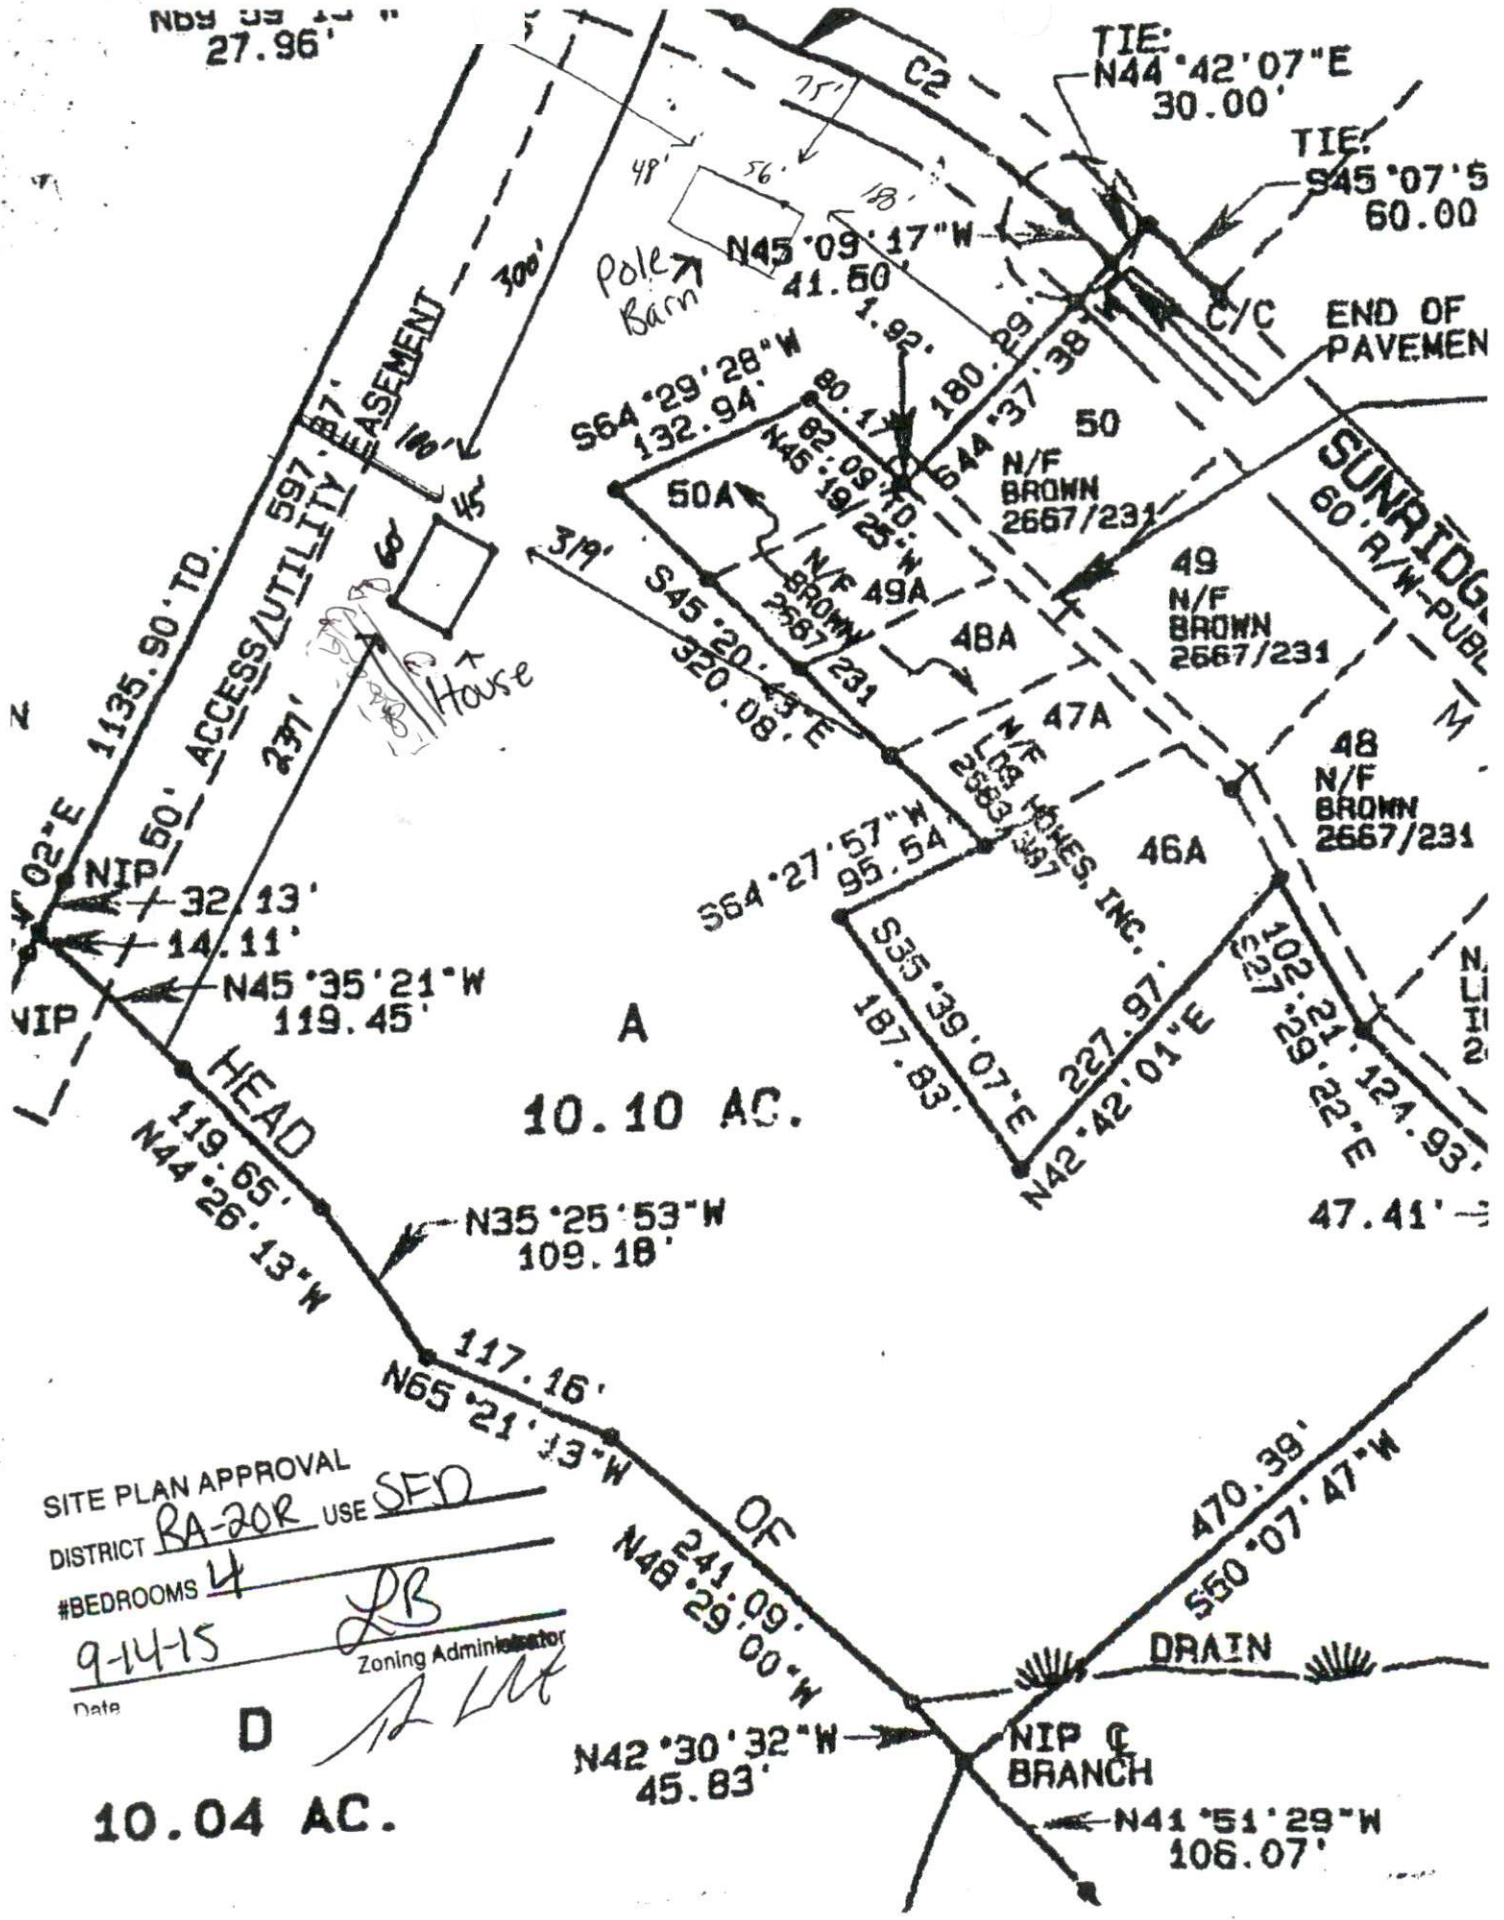 27.96'
C2
TIE:
N44°42'07"E
30.00'
TIE:
S45°07'5
60.00
75'
48'
56'
188'
Pole
Barn
N45°09'17"W
41.60'
1.92'
300'
C/C
END OF
PAVEMEN
S64°29'28"W
132.94'
80.17
82.09'TD.
N45°19'25"W
180.29'
S44°37'38"
50
N/F
BROWN
2667/231
SUNRIDG
60'R/W-PUBL
50A
N/F
BROWN
2687/231
49A
48A
47A
49
N/F
BROWN
2667/231
180'
45'
60'
319'
House
237'
1135.90'TD.
597.
60' ACCESS/UTILITY EASEMENT
S45°20'43"E
320.08'
M
N
02"E
NIP
32.13'
14.11'
NIP
N45°35'21"W
119.45'
S64°27'57"W
95.54
N/F
HOMES, INC.
46A
48
N/F
BROWN
2667/231
S35°39'07"E
187.83'
227.97'
N42°42'01"E
102.21'
S27°29'22"E
124.93'
A
10.10 AC.
HEAD
119.65'
N44°26'13"W
N35°25'53"W
109.18'
47.41'
117.16'
N65°21'13"W
OF
241.09'
N48°29'00"W
470.39'
S50°07'47"W
DRAIN
SITE PLAN APPROVAL
DISTRICT RA-20R USE SFD
#BEDROOMS 4
9-14-15 LB
Date Zoning Administrator
D
10.04 AC.
N42°30'32"W
45.83'
NIP ℄
BRANCH
N41°51'29"W
106.07'